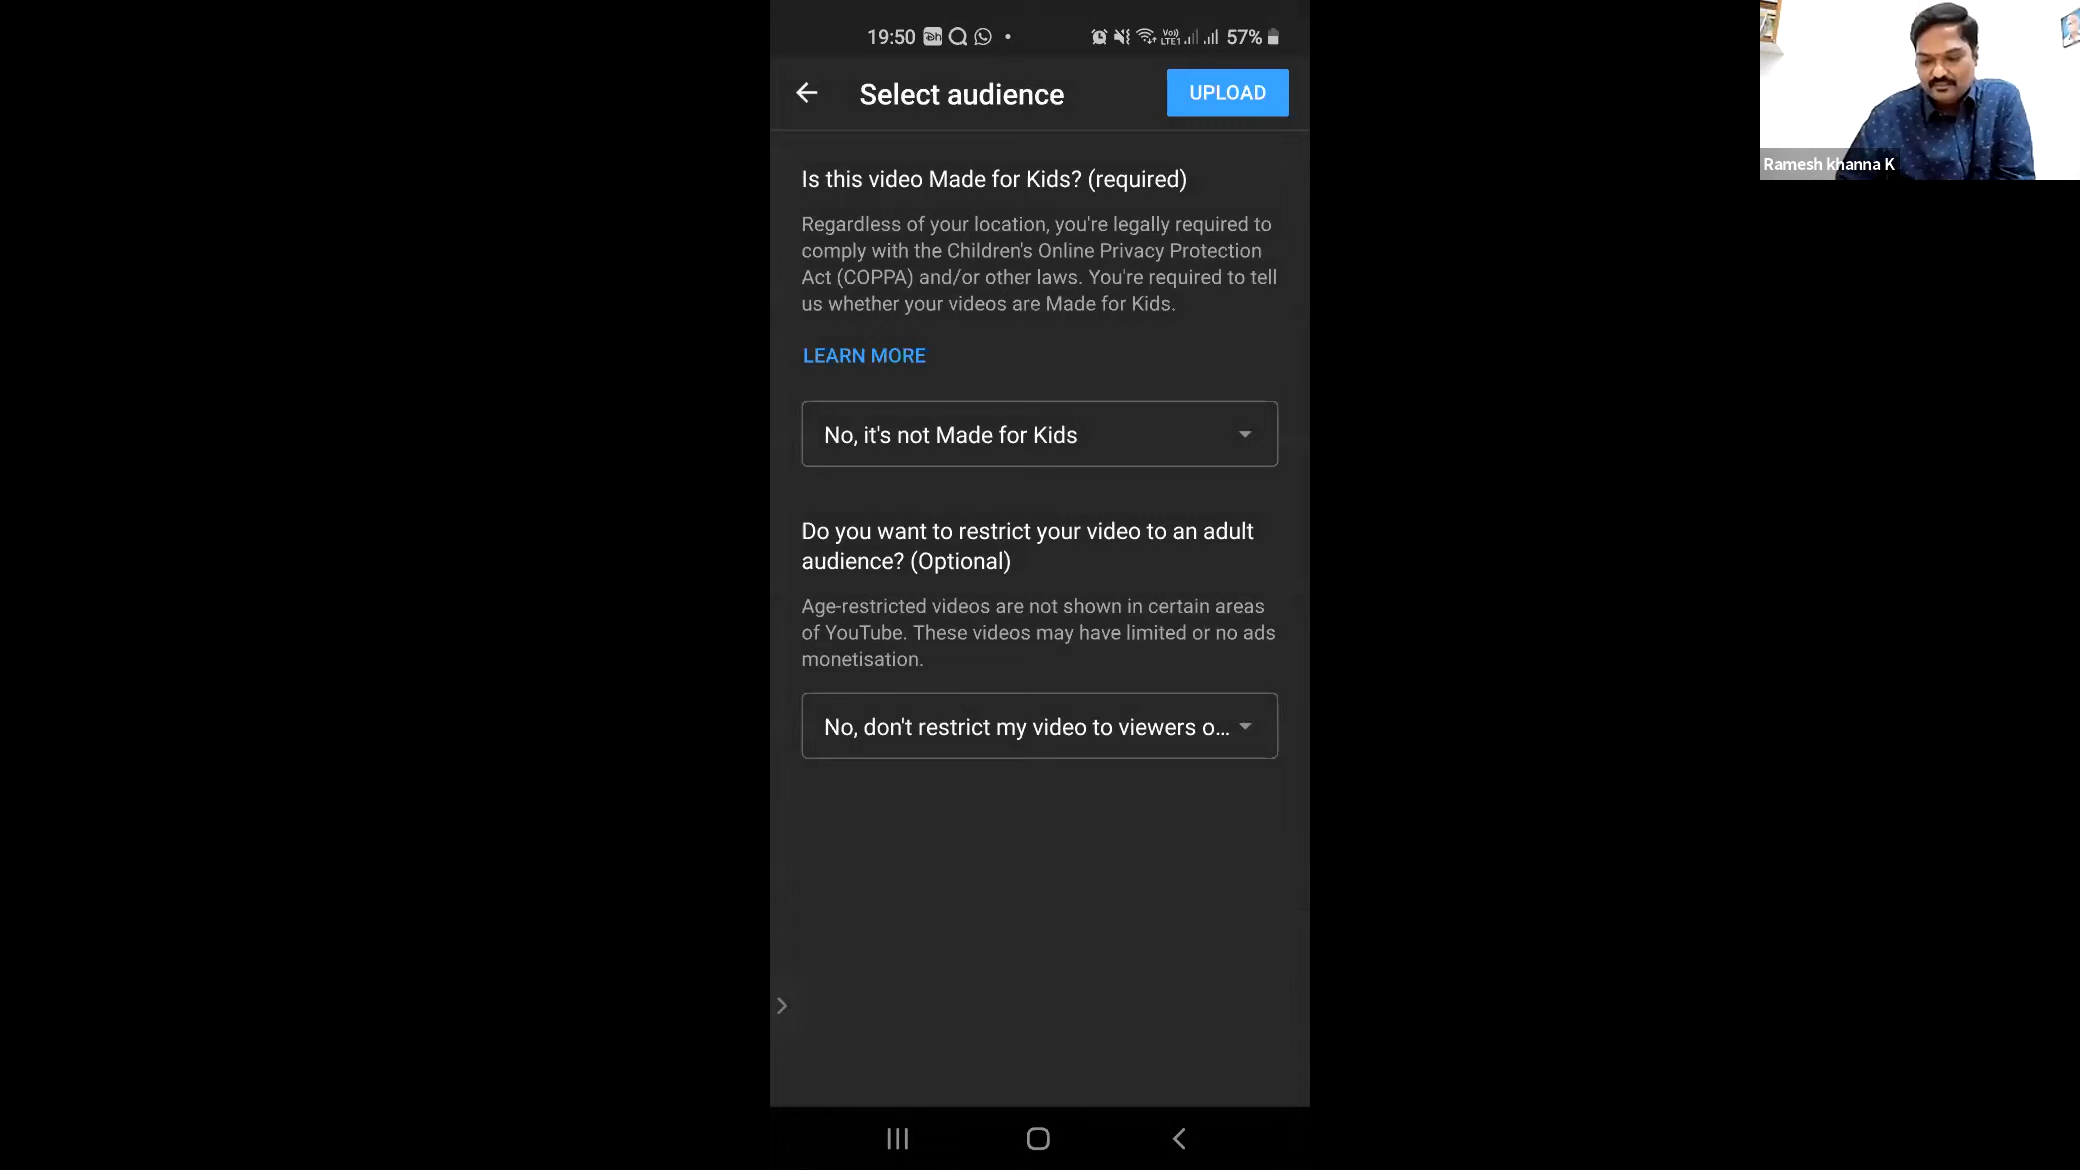 19:50
57%
Select audience
UPLOAD
Ramesh khanna K
Is this video Made for Kids? (required)
Regardless of your location, you're legally required to
comply with the Children's Online Privacy Protection
Act (COPPA) and/or other laws. You're required to tell
us whether your videos are Made for Kids.
LEARN MORE
No, it's not Made for Kids
Do you want to restrict your video to an adult
audience? (Optional)
Age-restricted videos are not shown in certain areas
of YouTube. These videos may have limited or no ads
monetisation.
No, don't restrict my video to viewers o...